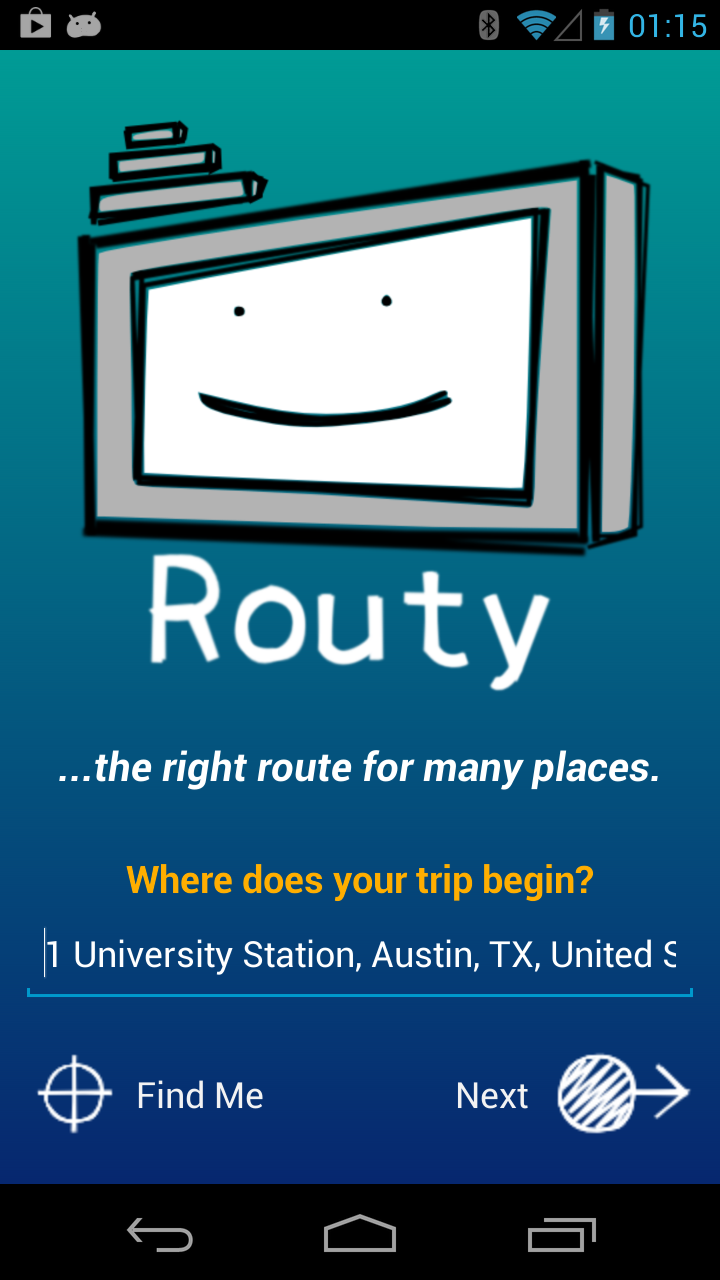 01:15
Routy
...the right route for many places.
Where does your trip begin?
1 University Station, Austin, TX, United S
Find Me
Next